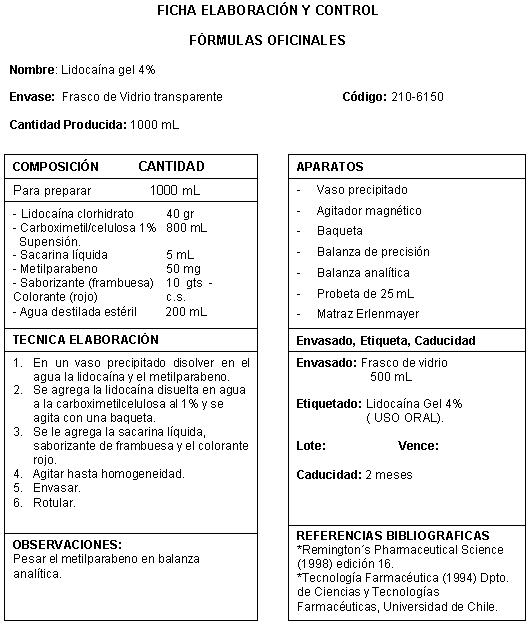 FICHA ELABORACIÓN Y CONTROL
FÓRMULAS OFICINALES
Nombre: Lidocaína gel 4%
Envase: Frasco de Vidrio transparente Código: 210-6150
Cantidad Producida: 1000 mL
COMPOSICIÓN CANTIDAD
Para preparar 1000 mL
- Lidocaína clorhidrato 40 gr
- Carboximetil/celulosa 1% 800 mL
Supensión.
- Sacarina líquida 5 mL
- Metilparabeno 50 mg
- Saborizante (frambuesa) 10 gts -
Colorante (rojo) c.s.
- Agua destilada estéril 200 mL
TECNICA ELABORACIÓN
1. En un vaso precipitado disolver en el
agua la lidocaína y el metilparabeno.
2. Se agrega la lidocaína disuelta en agua
a la carboximetilcelulosa al 1% y se
agita con una baqueta.
3. Se le agrega la sacarina líquida,
saborizante de frambuesa y el colorante
rojo.
4. Agitar hasta homogeneidad.
5. Envasar.
6. Rotular.
OBSERVACIONES:
Pesar el metilparabeno en balanza
analítica.
APARATOS
- Vaso precipitado
- Agitador magnético
- Baqueta
- Balanza de precisión
- Balanza analítica
- Probeta de 25 mL
- Matraz Erlenmayer
Envasado, Etiqueta, Caducidad
Envasado: Frasco de vidrio
500 mL
Etiquetado: Lidocaína Gel 4%
( USO ORAL).
Lote: Vence:
Caducidad: 2 meses
REFERENCIAS BIBLIOGRAFICAS
*Remington´s Pharmaceutical Science
(1998) edición 16.
*Tecnología Farmacéutica (1994) Dpto.
de Ciencias y Tecnologías
Farmacéuticas, Universidad de Chile.